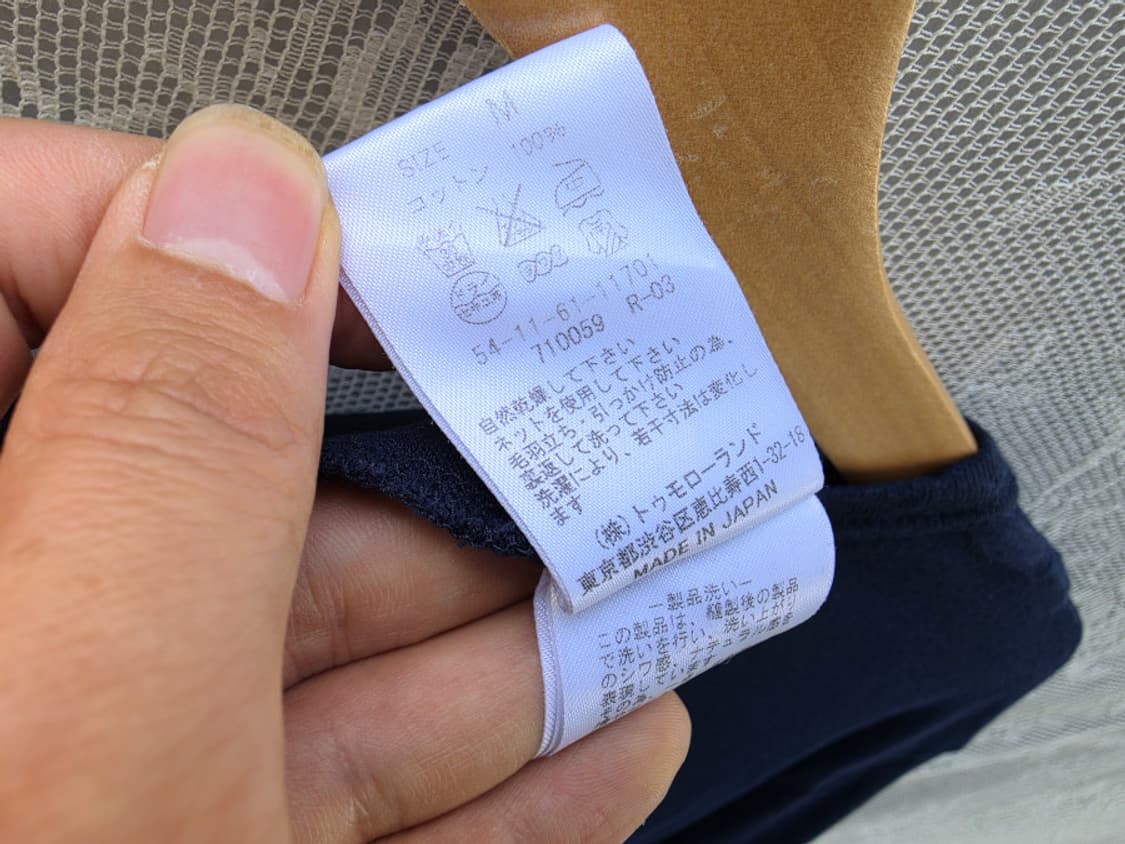 SIZE M
コットン 100%
ドライ
54-11-61-11701
710059 R-03
自然乾燥して下さい
ネットを使用して下さい
毛羽立ち・引っかけ防止の為、
裏返して洗って下さい
洗濯により、若干寸法は変化し
ます
(株)トゥモローランド
東京都渋谷区恵比寿西1-32-18
MADE IN JAPAN
ー製品洗いー
この製品は、縫製後の製品
で洗いを行い、洗い上がり